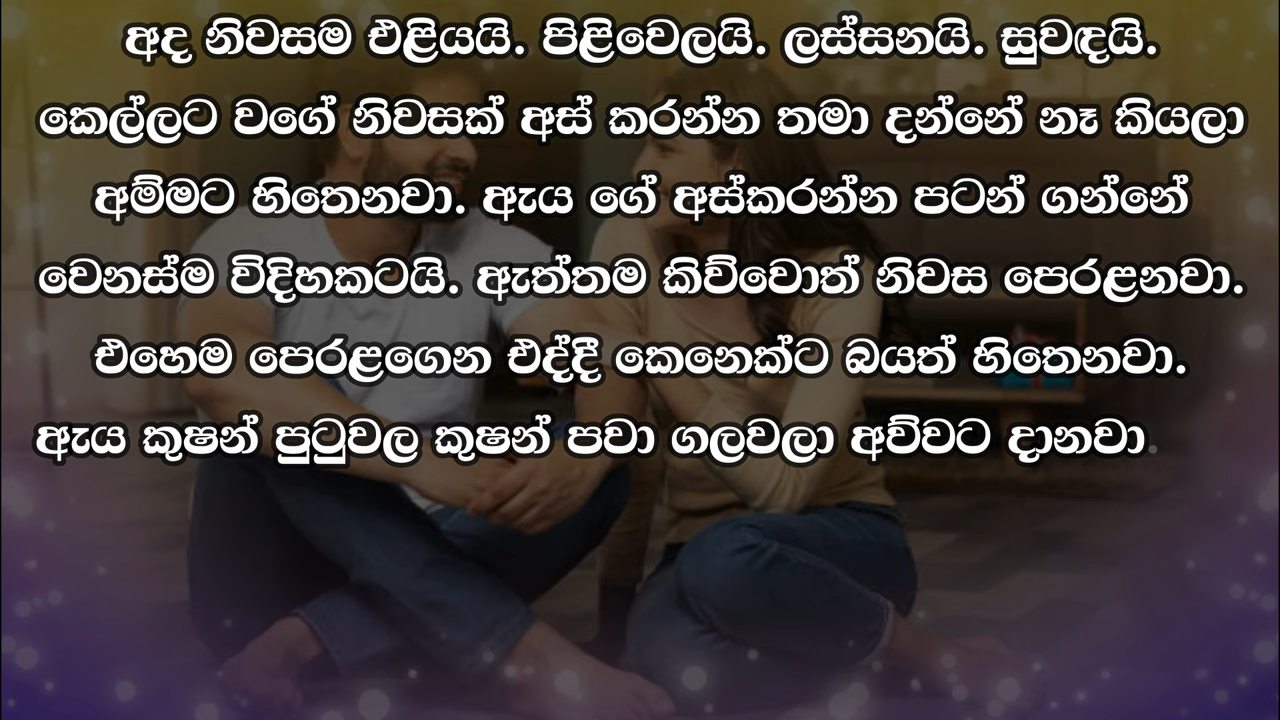 අද නිවසම එළියයි. පිළිවෙලයි. ලස්සනයි. සුවඳයි.
කෙල්ලට වගේ නිවසක් අස් කරන්න තමා දන්නේ නෑ කියලා
අම්මට හිතෙනවා. ඇය ගේ අස්කරන්න පටන් ගන්නේ
වෙනස්ම විදිහකටයි. ඇත්තම කිව්වොත් නිවස පෙරළනවා.
එහෙම පෙරළගෙන එද්දී කෙනෙක්ට බයත් හිතෙනවා.
ඇය කුෂන් පුටුවල කුෂන් පවා ගලවලා අව්වට දානවා.